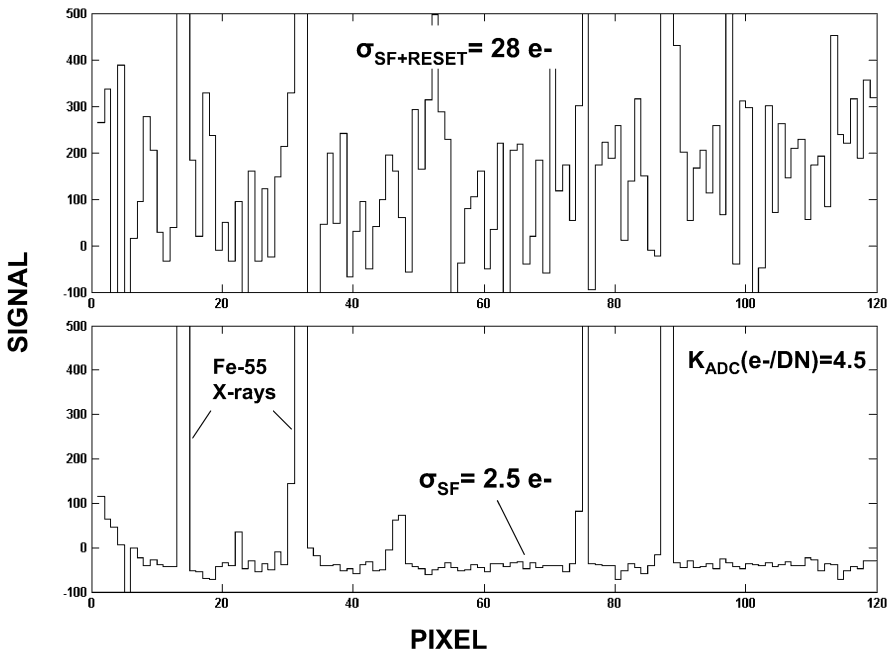 500
400
300
200
100
0
-100
σSF+RESET= 28 e-
0 20 40 60 80 100 120
SIGNAL
500
400
300
200
100
0
-100
Fe-55
X-rays
KADC(e-/DN)=4.5
σSF= 2.5 e-
0 20 40 60 80 100 120
PIXEL